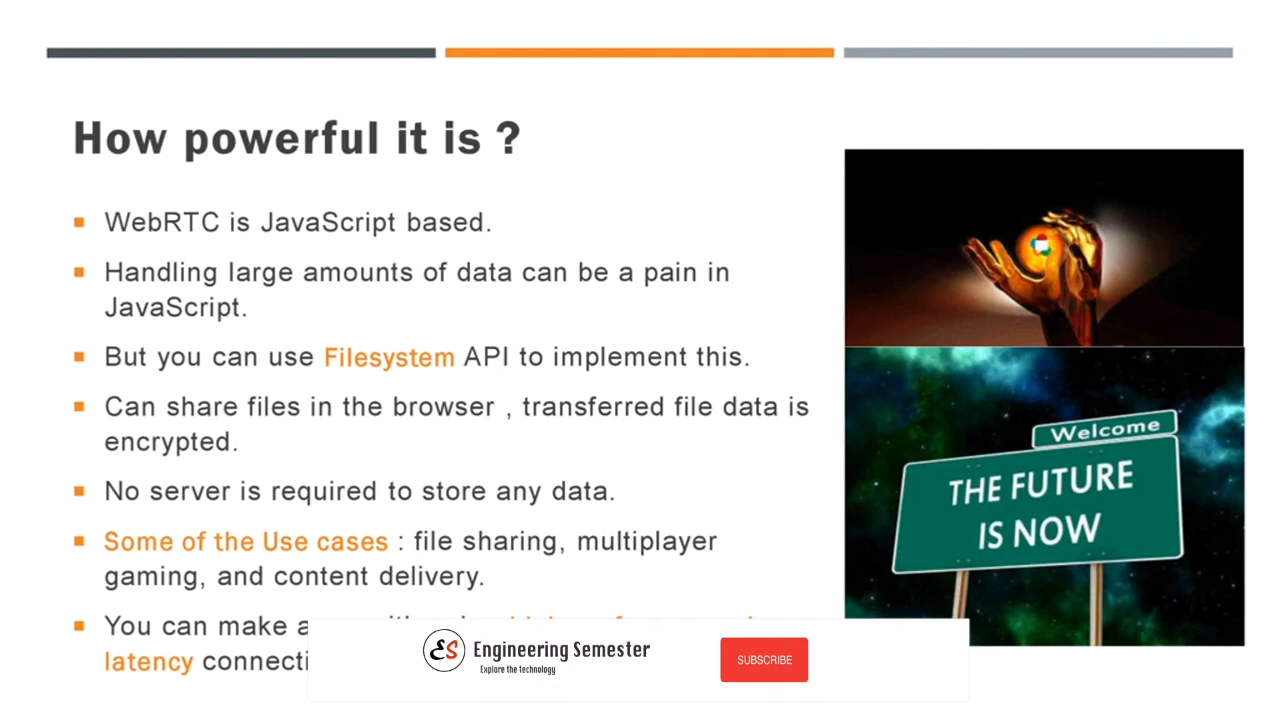 How powerful it is ?
WebRTC is JavaScript based.
Handling large amounts of data can be a pain in
JavaScript.
But you can use Filesystem API to implement this.
Can share files in the browser , transferred file data is
encrypted.
No server is required to store any data.
Some of the Use cases : file sharing, multiplayer
gaming, and content delivery.
You can make a
latency
Welcome
THE FUTURE
IS NOW
ES Engineering Semester
Explore the technology
SUBSCRIBE